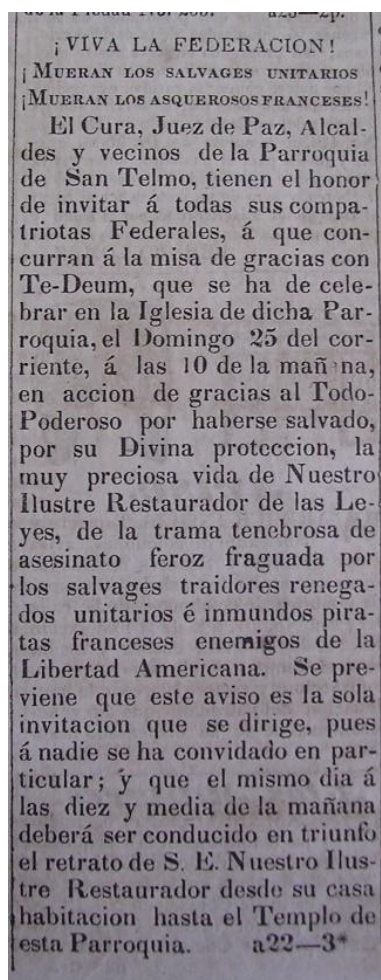 de la Piedad No. 206. a20—2p.
¡VIVA LA FEDERACION!
¡MUERAN LOS SALVAGES UNITARIOS
¡MUERAN LOS ASQUEROSOS FRANCESES!
El Cura, Juez de Paz, Alcal-
des y vecinos de la Parroquia
de San Telmo, tienen el honor
de invitar á todas sus compa-
triotas Federales, á que con-
curran á la misa de gracias con
Te-Deum, que se ha de cele-
brar en la Iglesia de dicha Par-
roquia, el Domingo 25 del cor-
riente, á las 10 de la mañana,
en accion de gracias al Todo-
Poderoso por haberse salvado,
por su Divina proteccion, la
muy preciosa vida de Nuestro
Ilustre Restaurador de las Le-
yes, de la trama tenebrosa de
asesinato feroz fraguada por
los salvages traidores renega-
dos unitarios é inmundos pira-
tas franceses enemigos de la
Libertad Americana. Se pre-
viene que este aviso es la sola
invitacion que se dirige, pues
á nadie se ha convidado en par-
ticular; y que el mismo dia á
las diez y media de la mañana
deberá ser conducido en triunfo
el retrato de S. E. Nuestro Ilus-
tre Restaurador desde su casa
habitacion hasta el Templo de
esta Parroquia. a22—3*